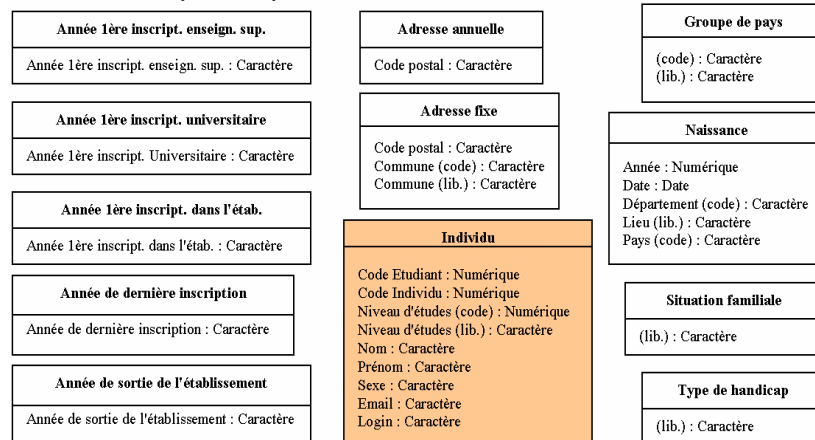 Année 1ère inscript. enseign. sup.
Année 1ère inscript. enseign. sup. : Caractère
Année 1ère inscript. universitaire
Année 1ère inscript. Universitaire : Caractère
Année 1ère inscript. dans l'étab.
Année 1ère inscript. dans l'étab. : Caractère
Année de dernière inscription
Année de dernière inscription : Caractère
Année de sortie de l'établissement
Année de sortie de l'établissement : Caractère
Adresse annuelle
Code postal : Caractère
Adresse fixe
Code postal : Caractère
Commune (code) : Caractère
Commune (lib.) : Caractère
Individu
Code Etudiant : Numérique
Code Individu : Numérique
Niveau d'études (code) : Numérique
Niveau d'études (lib.) : Caractère
Nom : Caractère
Prénom : Caractère
Sexe : Caractère
Email : Caractère
Login : Caractère
Groupe de pays
(code) : Caractère
(lib.) : Caractère
Naissance
Année : Numérique
Date : Date
Département (code) : Caractère
Lieu (lib.) : Caractère
Pays (code) : Caractère
Situation familiale
(lib.) : Caractère
Type de handicap
(lib.) : Caractère